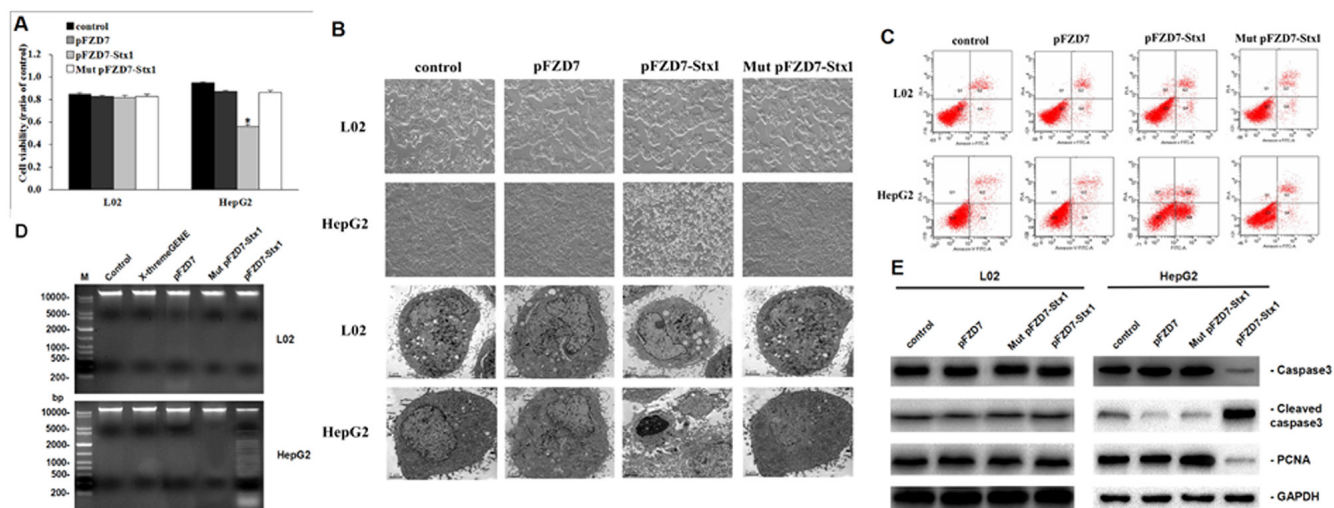 A
control
pFZD7
pFZD7-Stx1
Mut pFZD7-Stx1
Cell viability (ratio of control)
1.2
1.0
0.8
0.6
0.4
0.2
0.0
*
L02
HepG2
B
control pFZD7 pFZD7-Stx1 Mut pFZD7-Stx1
L02
HepG2
L02
HepG2
C
control pFZD7 pFZD7-Stx1 Mut pFZD7-Stx1
L02
HepG2
D
M Control X-thremeGENE pFZD7 Mut pFZD7-Stx1 pFZD7-Stx1
10000-
5000-
2000-
1000-
500-
200-
L02
bp
10000-
5000-
2000-
1000-
500-
200-
HepG2
E
L02 HepG2
control pFZD7 Mut pFZD7-Stx1 pFZD7-Stx1 control pFZD7 Mut pFZD7-Stx1 pFZD7-Stx1
- Caspase3
- Cleaved
caspase3
- PCNA
- GAPDH